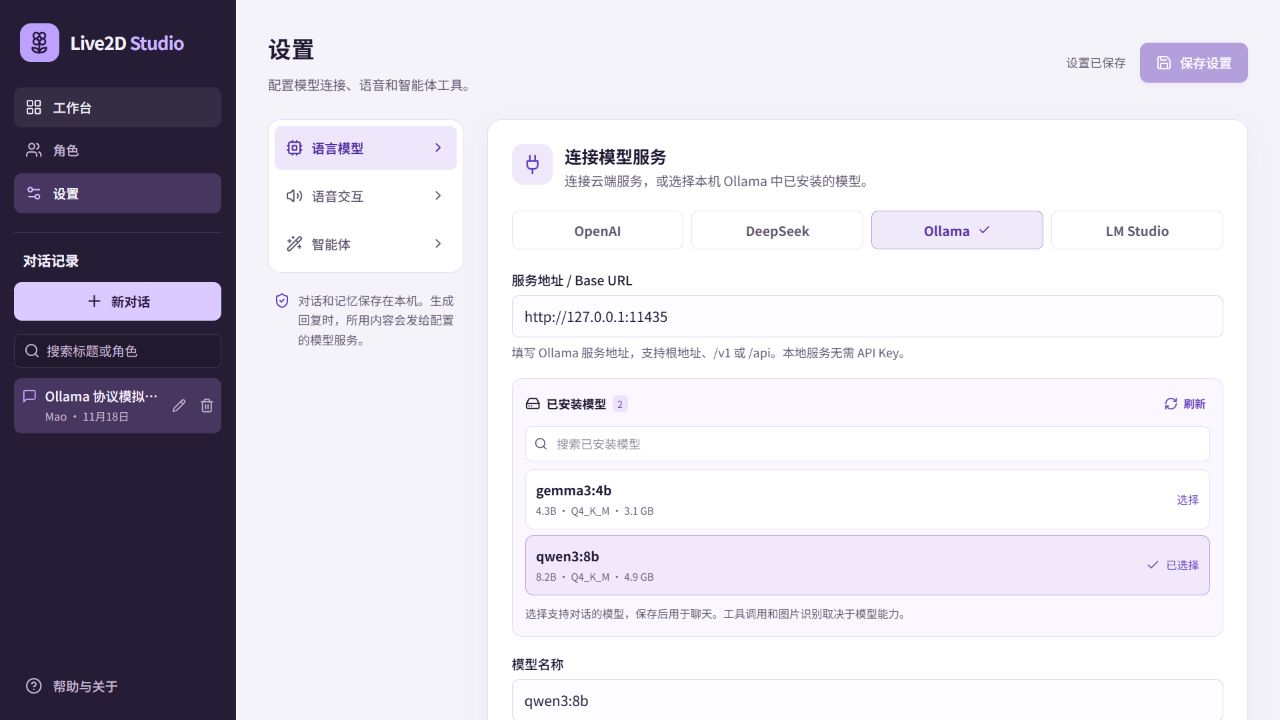 Live2D Studio
工作台
角色
设置
对话记录
新对话
搜索标题或角色
Ollama 协议模拟…
Mao · 11月18日
帮助与关于
设置
配置模型连接、语音和智能体工具。
设置已保存
保存设置
语言模型
语音交互
智能体
对话和记忆保存在本机。生成
回复时，所用内容会发给配置
的模型服务。
连接模型服务
连接云端服务，或选择本机 Ollama 中已安装的模型。
OpenAI
DeepSeek
Ollama
LM Studio
服务地址 / Base URL
http://127.0.0.1:11435
填写 Ollama 服务地址，支持根地址、/v1 或 /api。本地服务无需 API Key。
已安装模型 2
刷新
搜索已安装模型
gemma3:4b
4.3B · Q4_K_M · 3.1 GB
选择
qwen3:8b
8.2B · Q4_K_M · 4.9 GB
已选择
选择支持对话的模型，保存后用于聊天。工具调用和图片识别取决于模型能力。
模型名称
qwen3:8b